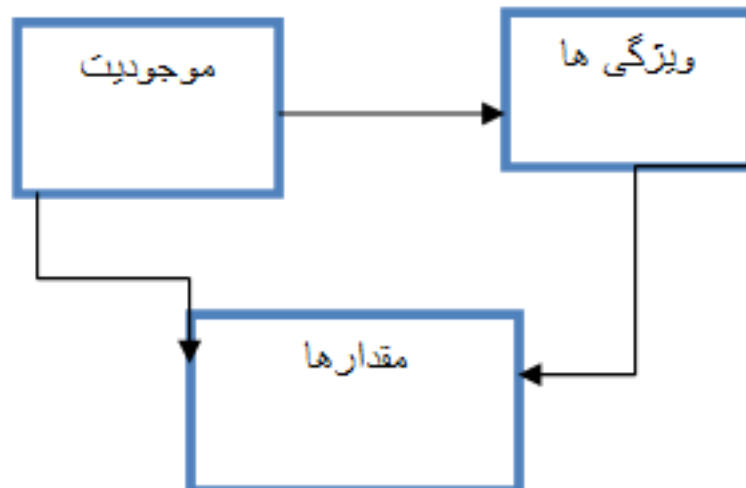 موجودیت
ویژگی ها
مقدارها